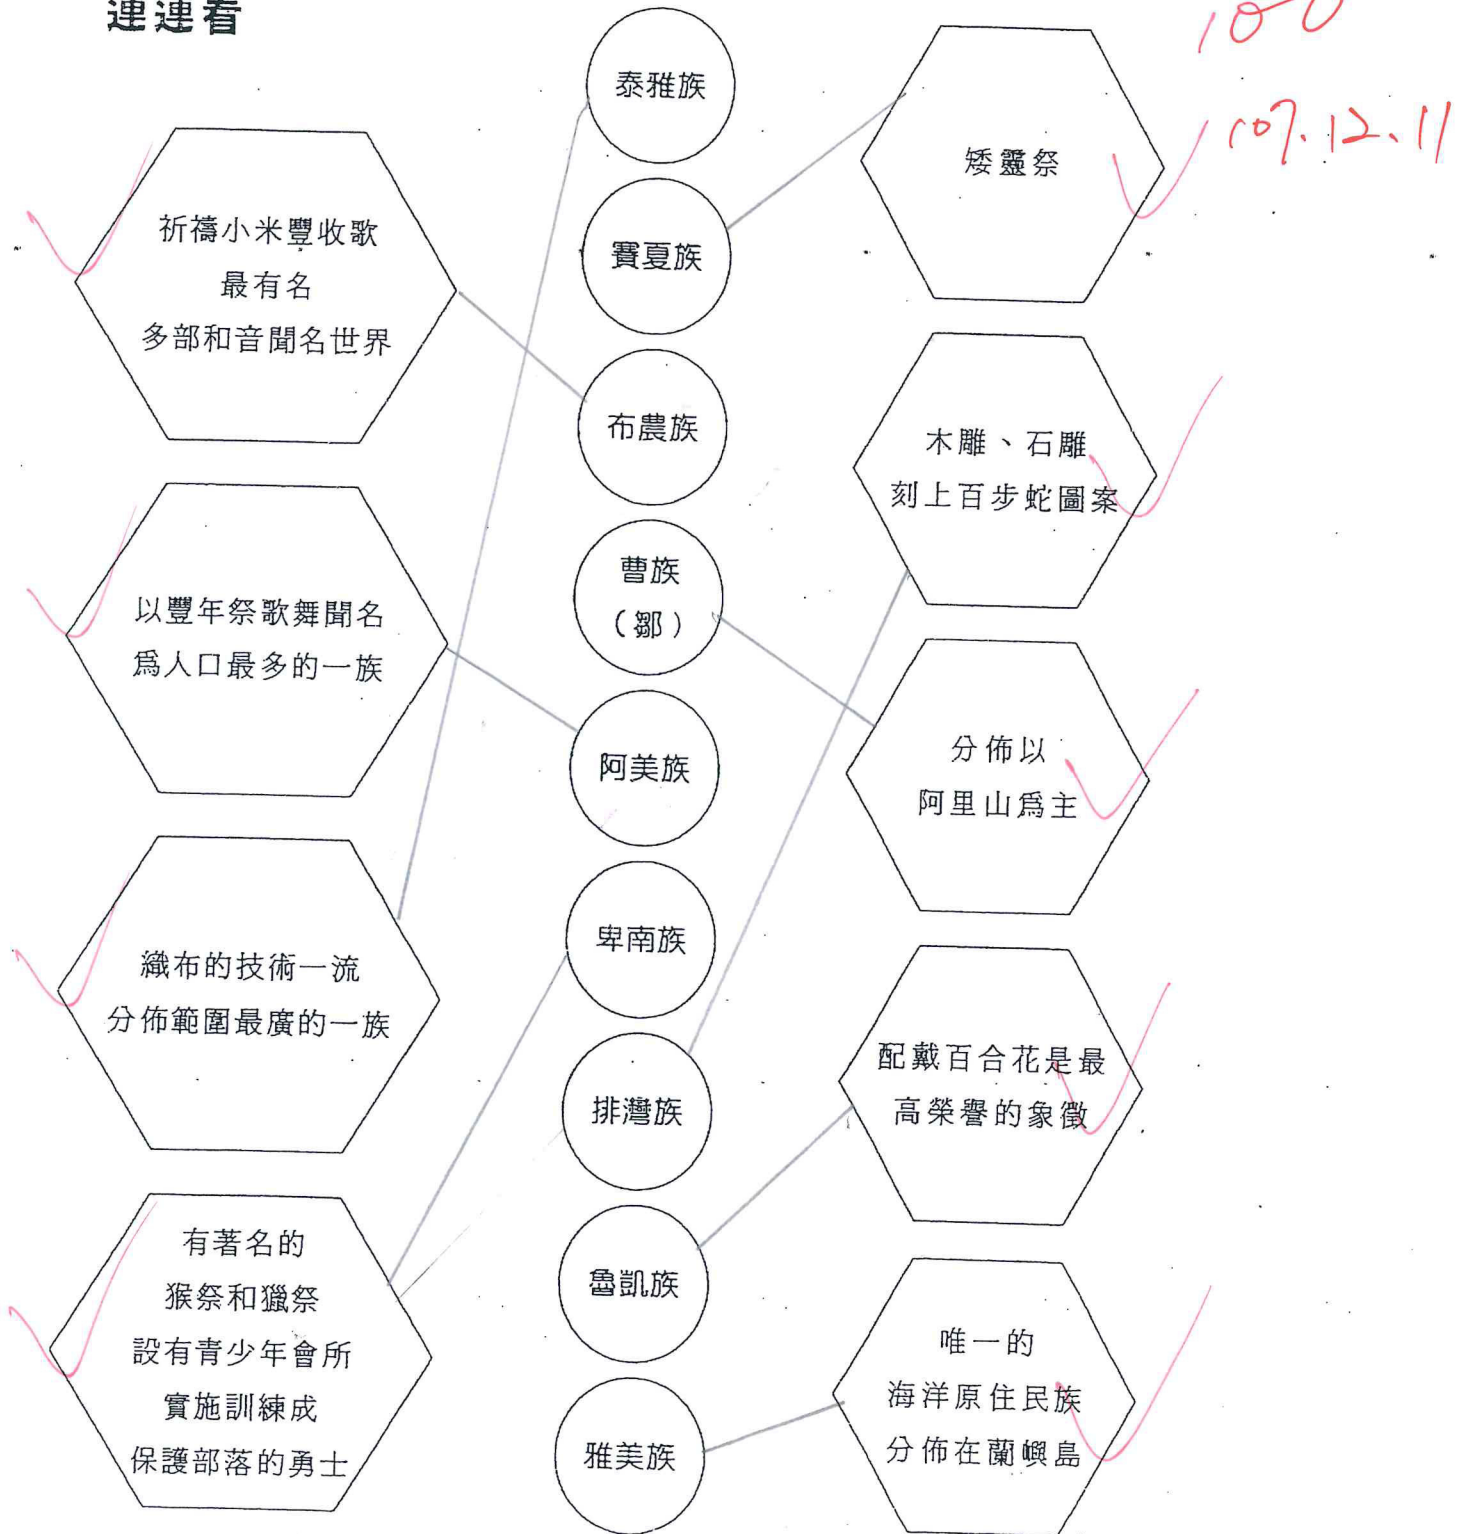 連連看
100
107.12.11
祈禱小米豐收歌
最有名
多部和音聞名世界
以豐年祭歌舞聞名
為人口最多的一族
織布的技術一流
分佈範圍最廣的一族
有著名的
猴祭和獵祭
設有青少年會所
實施訓練成
保護部落的勇士
泰雅族
賽夏族
布農族
曹族
（鄒）
阿美族
卑南族
排灣族
魯凱族
雅美族
矮靈祭
木雕、石雕
刻上百步蛇圖案
分佈以
阿里山為主
配戴百合花是最
高榮譽的象徵
唯一的
海洋原住民族
分佈在蘭嶼島